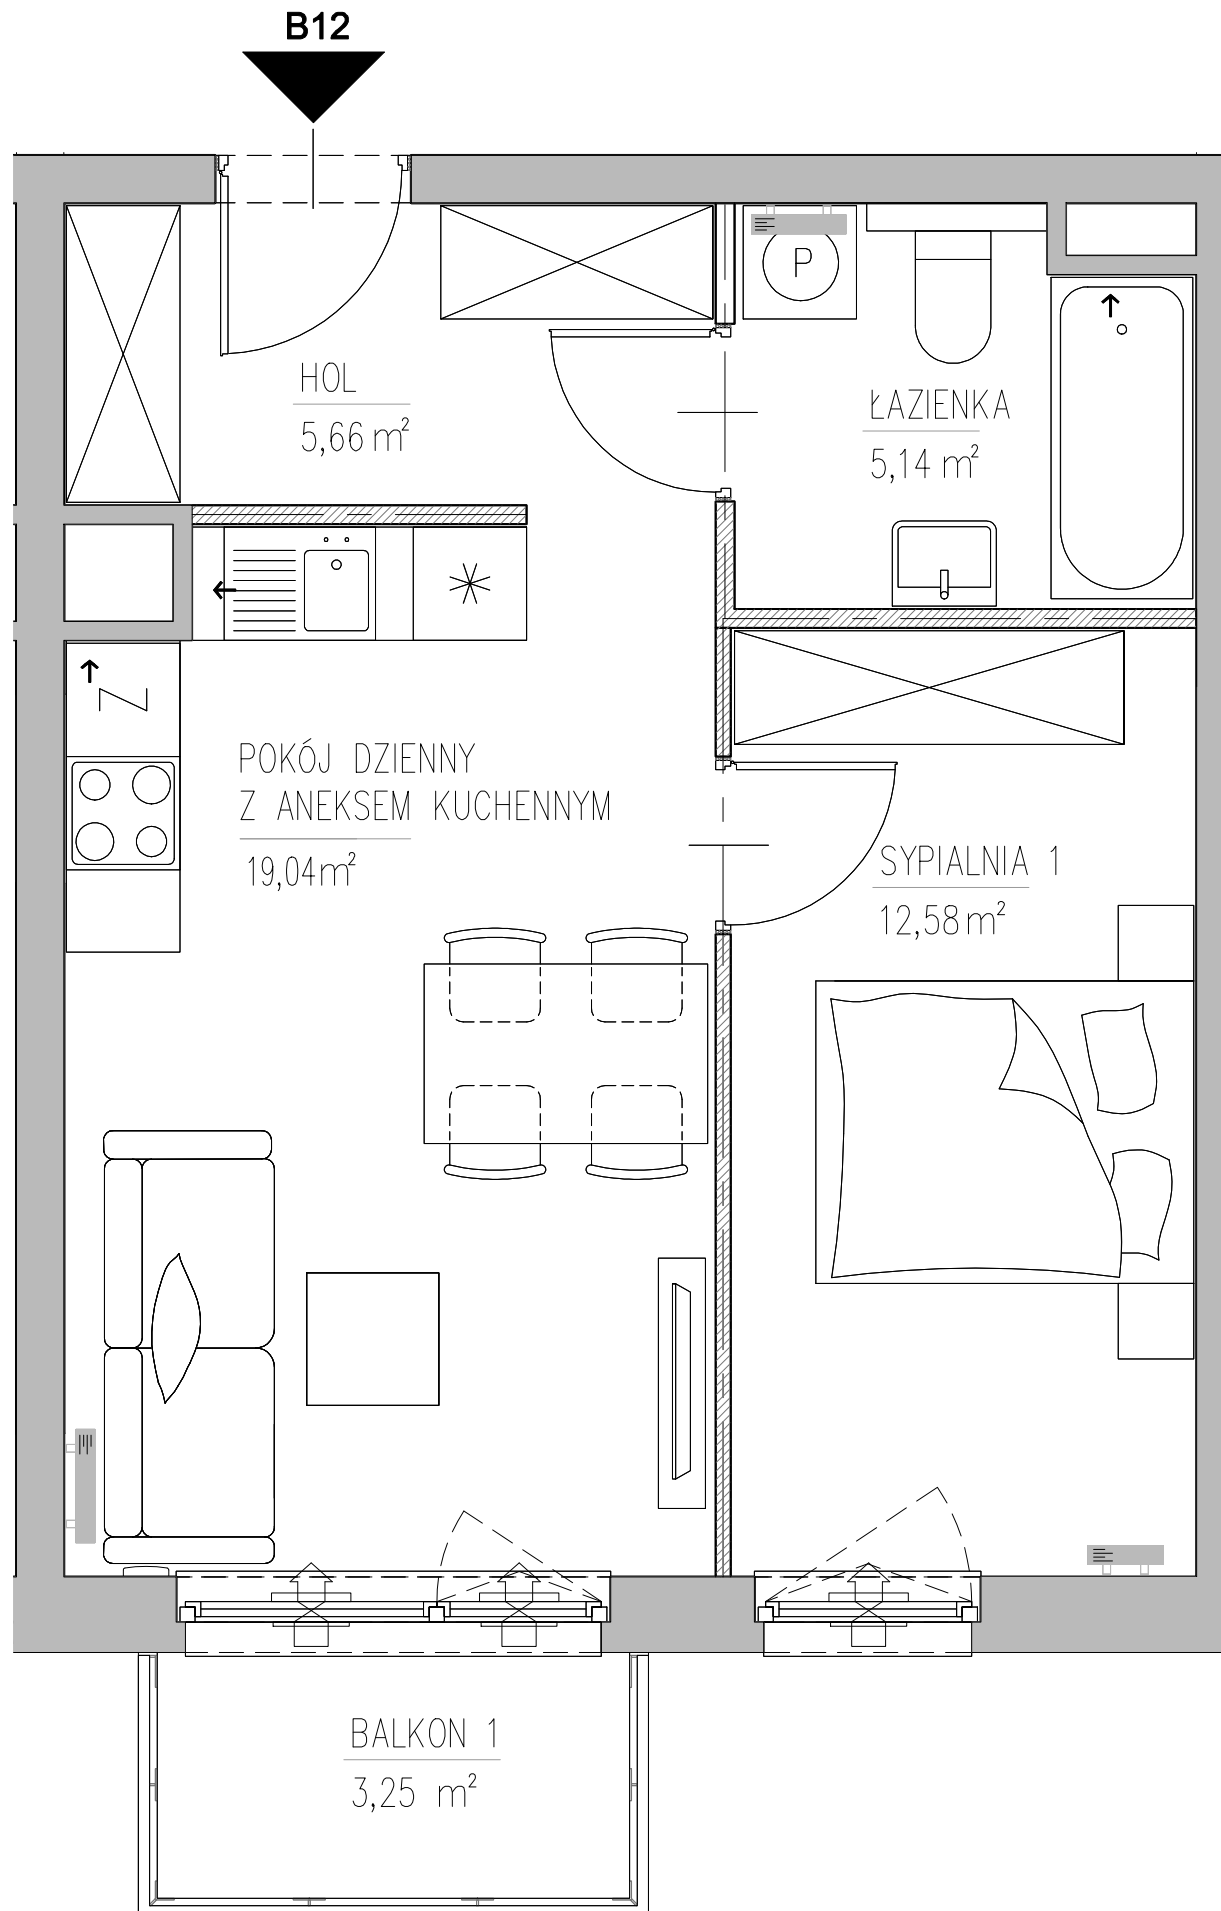 B12
P
HOL
5,66 m²
ŁAZIENKA
5,14 m²
Z
POKÓJ DZIENNY
Z ANEKSEM KUCHENNYM
19,04m²
SYPIALNIA 1
12,58 m²
BALKON 1
3,25 m²